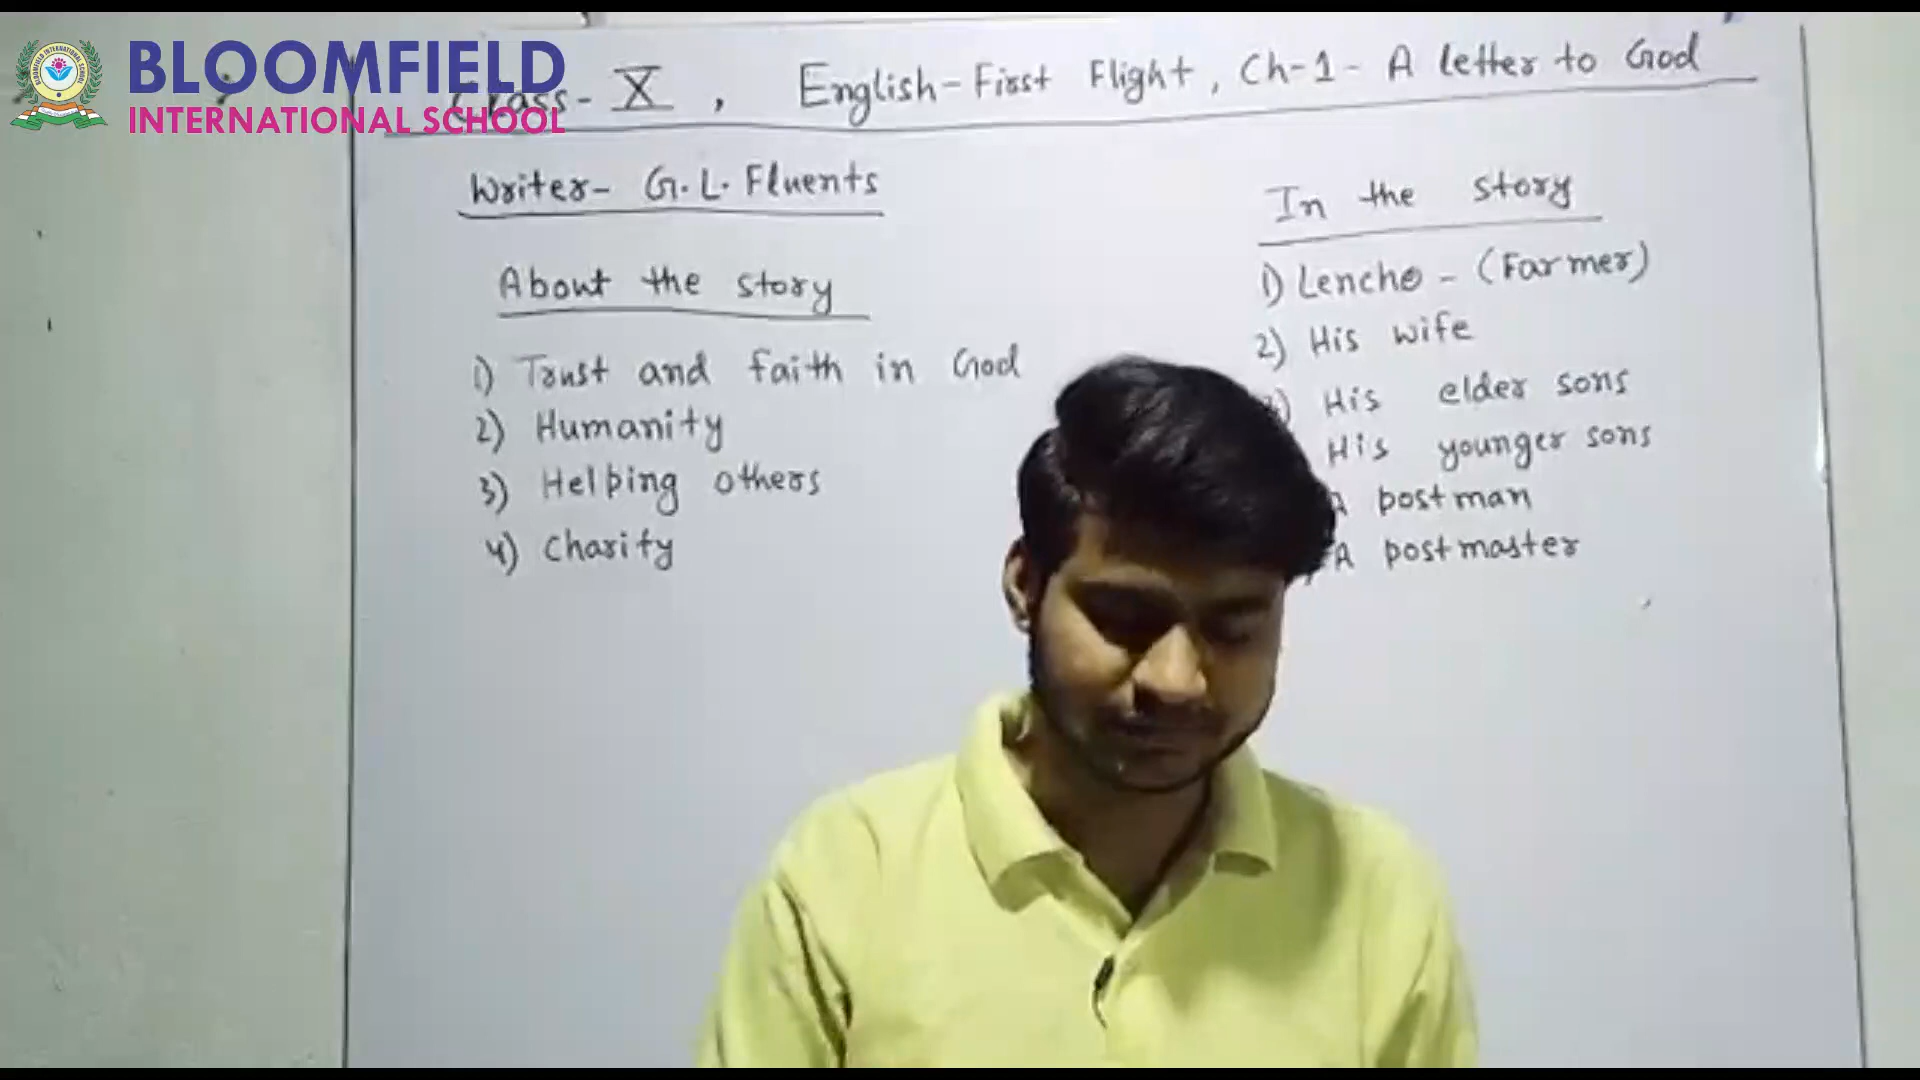 BLOOMFIELD
INTERNATIONAL SCHOOL
Class - X , English - First Flight , Ch-1 - A letter to God
Writer - G. L. Fluents
About the story
1) Trust and faith in God
2) Humanity
3) Helping others
4) Charity
In the story
1) Lencho - (Farmer)
2) His wife
) His elder sons
His younger sons
A postman
A postmaster